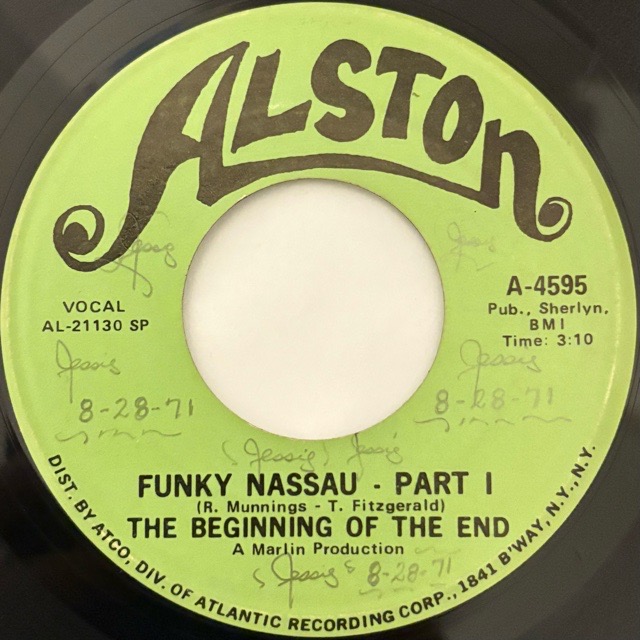 ALSTON
Jessie
Jessie
VOCAL
AL-21130 SP
A-4595
Pub., Sherlyn,
BMI
Time: 3:10
Jessie
8-28-71
Jessie
8-28-71
(Jessie) Jessie
FUNKY NASSAU - PART I
(R. Munnings - T. Fitzgerald)
THE BEGINNING OF THE END
A Marlin Production
Jessie 8-28-71
DIST. BY ATCO, DIV. OF ATLANTIC RECORDING CORP., 1841 B'WAY, N.Y., N.Y.